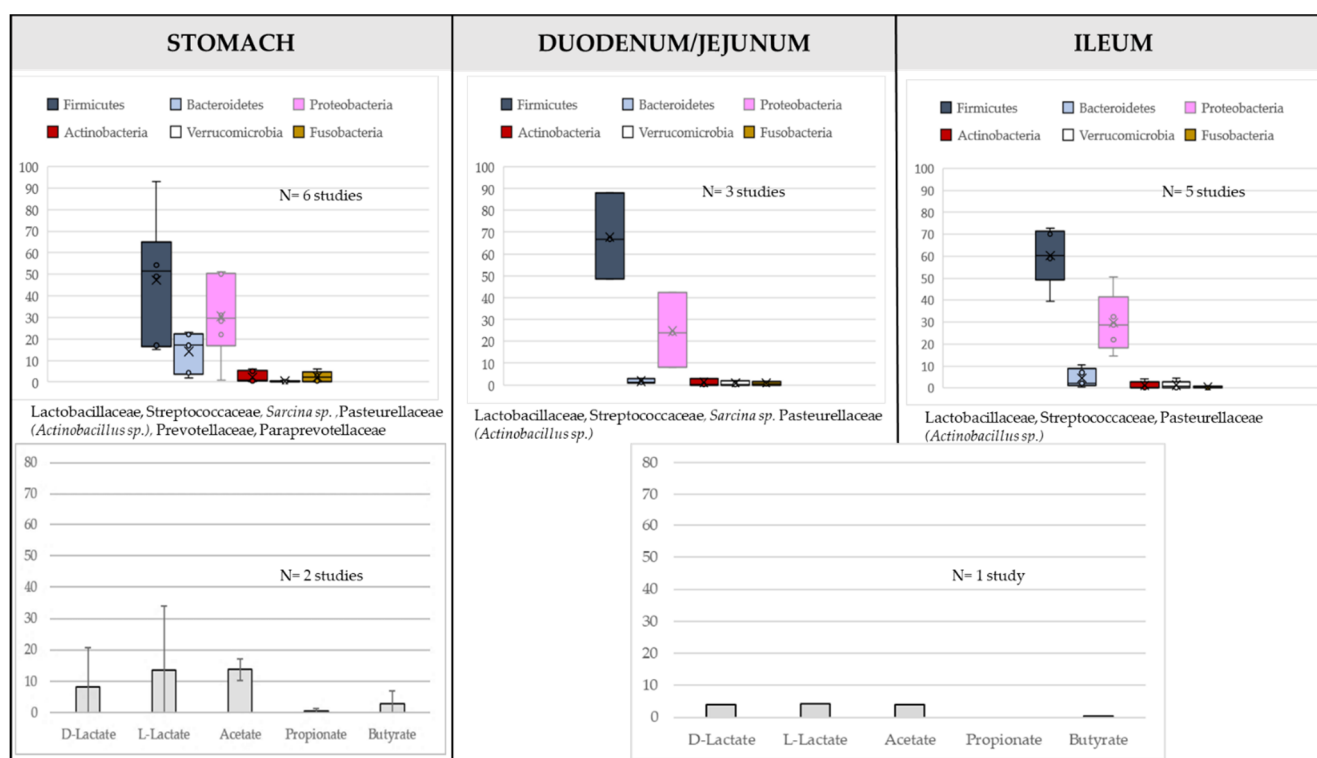 STOMACH
DUODENUM/JEJUNUM
ILEUM
Firmicutes
Bacteroidetes
Proteobacteria
Actinobacteria
Verrucomicrobia
Fusobacteria
100
90
80
70
60
50
40
30
20
10
0
N= 6 studies
Lactobacillaceae, Streptococcaceae, Sarcina sp. ,Pasteurellaceae
(Actinobacillus sp.), Prevotellaceae, Paraprevotellaceae
Firmicutes
Bacteroidetes
Proteobacteria
Actinobacteria
Verrucomicrobia
Fusobacteria
100
90
80
70
60
50
40
30
20
10
0
N= 3 studies
Lactobacillaceae, Streptococcaceae, Sarcina sp. Pasteurellaceae
(Actinobacillus sp.)
Firmicutes
Bacteroidetes
Proteobacteria
Actinobacteria
Verrucomicrobia
Fusobacteria
100
90
80
70
60
50
40
30
20
10
0
N= 5 studies
Lactobacillaceae, Streptococcaceae, Pasteurellaceae
(Actinobacillus sp.)
80
70
60
50
40
30
20
10
0
N= 2 studies
D-Lactate
L-Lactate
Acetate
Propionate
Butyrate
80
70
60
50
40
30
20
10
0
N= 1 study
D-Lactate
L-Lactate
Acetate
Propionate
Butyrate